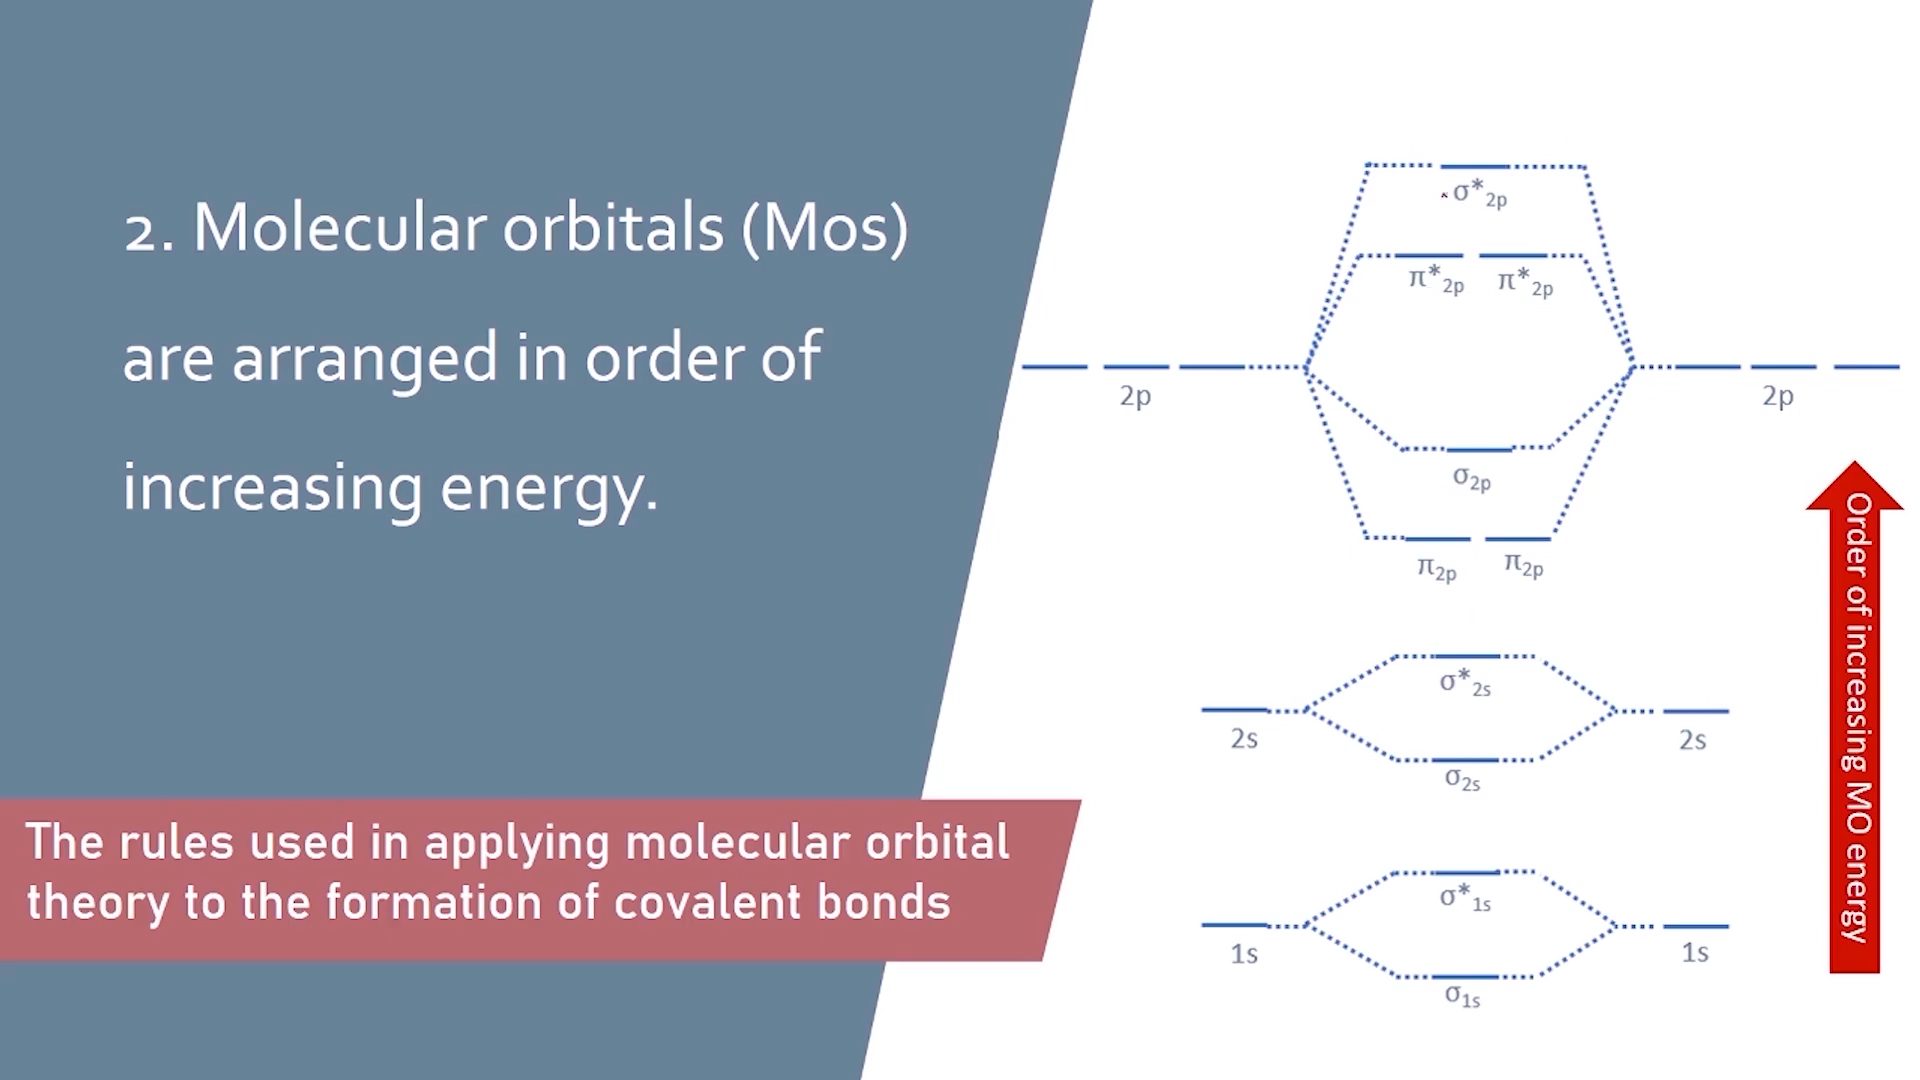 2. Molecular orbitals (Mos)
are arranged in order of
increasing energy.
The rules used in applying molecular orbital
theory to the formation of covalent bonds
σ*2p
π*2p π*2p
2p 2p
σ2p
π2p π2p
σ*2s
2s 2s
σ2s
σ*1s
1s 1s
σ1s
Order of increasing MO energy